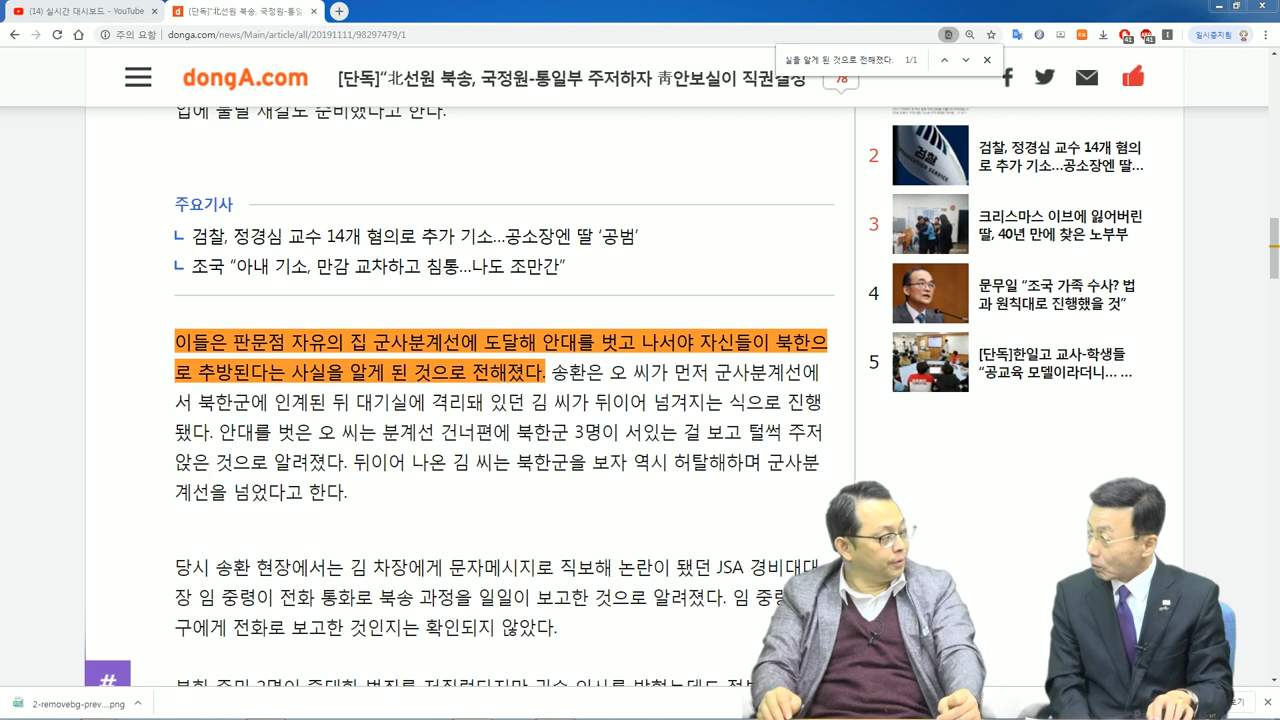 (14) 실시간 대시보드 - YouTube
[단독]“北선원 북송, 국정원-통일
주의 요함
donga.com/news/Main/article/all/20191111/98297479/1
41
41
일시중지됨
실을 알게 된 것으로 전해졌다.
1/1
dongA.com
[단독]“北선원 북송, 국정원-통일부 주저하자 靑안보실이 직권결정
78
입에 물릴 재갈도 준비했다고 한다.
주요기사
검찰, 정경심 교수 14개 혐의로 추가 기소…공소장엔 딸 ‘공범’
조국 “아내 기소, 만감 교차하고 침통…나도 조만간”
이들은 판문점 자유의 집 군사분계선에 도달해 안대를 벗고 나서야 자신들이 북한으
로 추방된다는 사실을 알게 된 것으로 전해졌다. 송환은 오 씨가 먼저 군사분계선에
서 북한군에 인계된 뒤 대기실에 격리돼 있던 김 씨가 뒤이어 넘겨지는 식으로 진행
됐다. 안대를 벗은 오 씨는 분계선 건너편에 북한군 3명이 서있는 걸 보고 털썩 주저
앉은 것으로 알려졌다. 뒤이어 나온 김 씨는 북한군을 보자 역시 허탈해하며 군사분
계선을 넘었다고 한다.
당시 송환 현장에서는 김 차장에게 문자메시지로 직보해 논란이 됐던 JSA 경비대대
장 임 중령이 전화 통화로 북송 과정을 일일이 보고한 것으로 알려졌다. 임 중령
구에게 전화로 보고한 것인지는 확인되지 않았다.
#
2
검찰, 정경심 교수 14개 혐의
로 추가 기소…공소장엔 딸…
검찰
3
크리스마스 이브에 잃어버린
딸, 40년 만에 찾은 노부부
4
문무일 “조국 가족 수사? 법
과 원칙대로 진행했을 것”
5
[단독]한일고 교사-학생들
“공교육 모델이라더니… …
2-removebg-prev....png
보기